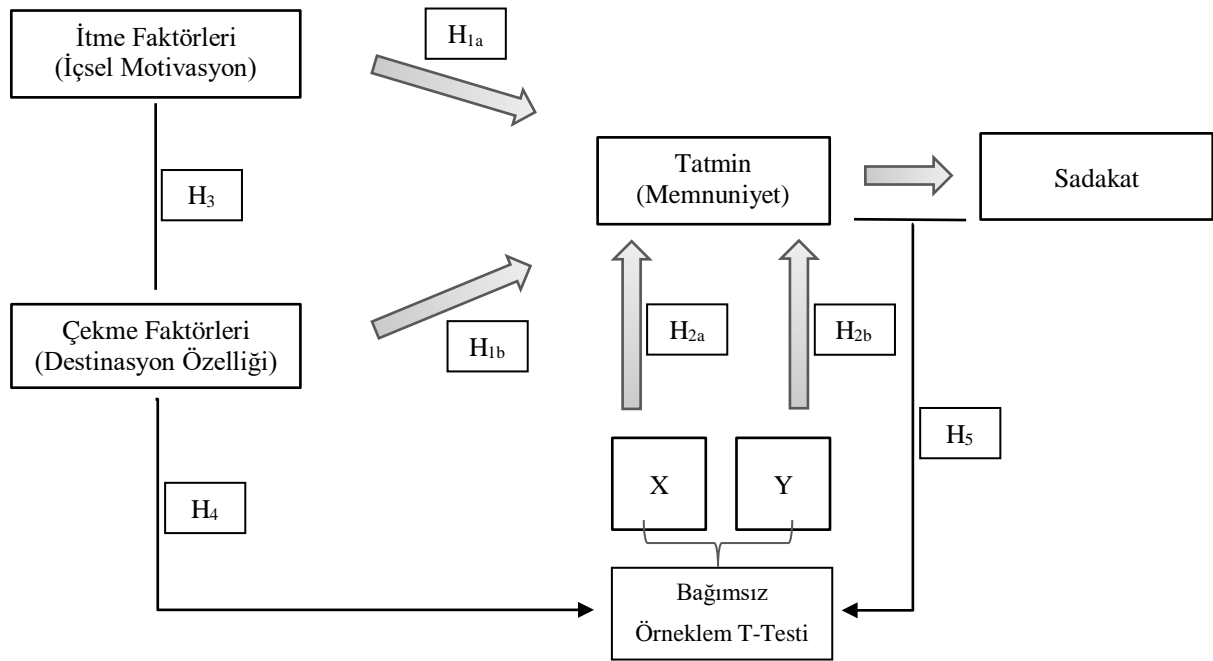 İtme Faktörleri
(İçsel Motivasyon)
H1a
Tatmin
(Memnuniyet)
Sadakat
H3
Çekme Faktörleri
(Destinasyon Özelliği)
H1b
H2a
H2b
H5
X
Y
H4
Bağımsız
Örneklem T-Testi